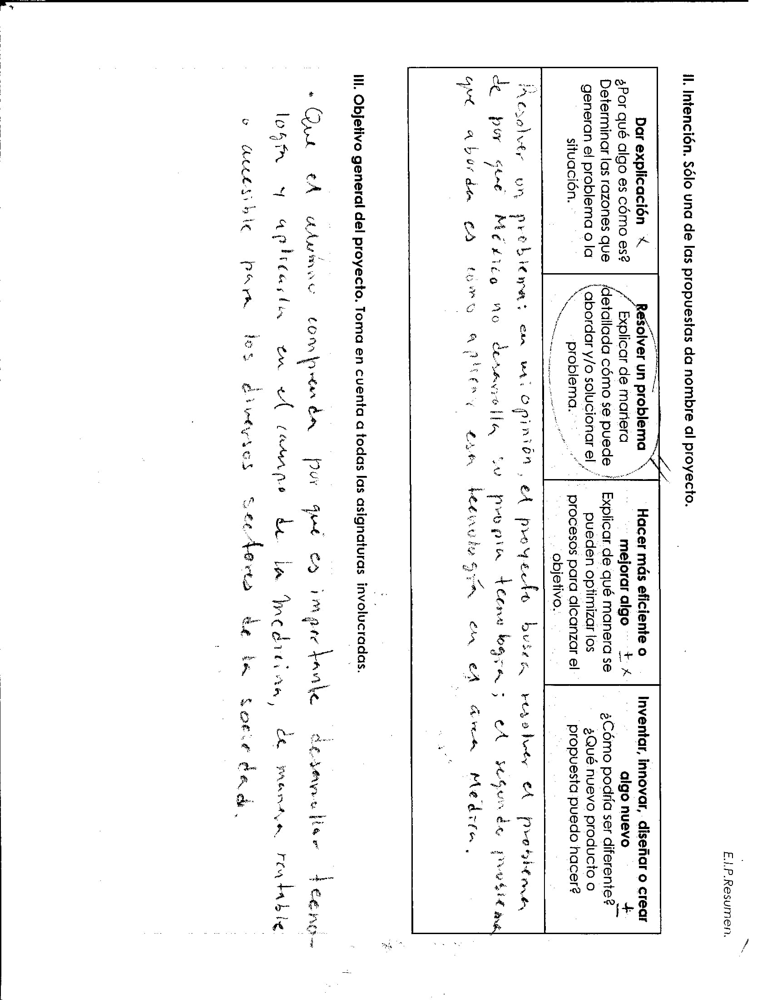 E.I.P.Resumen.
II. Intención. Sólo una de las propuestas da nombre al proyecto.
Dar explicación x
¿Por qué algo es cómo es?
Determinar las razones que
generan el problema o la
situación.
Resolver un problema
Explicar de manera
detallada cómo se puede
abordar y/o solucionar el
problema.
Hacer más eficiente o
mejorar algo + x
Explicar de qué manera se
pueden optimizar los
procesos para alcanzar el
objetivo.
Inventar, innovar, diseñar o crear
algo nuevo +
¿Cómo podría ser diferente?
¿Qué nuevo producto o
propuesta puedo hacer?
Resolver un problema: en mi opinión, el proyecto busca resolver el problema
de por qué México no desarrolla su propia tecnología; el segundo problema
que aborda es cómo aplicar esa tecnología en el área Médica.
III. Objetivo general del proyecto. Toma en cuenta a todas las asignaturas involucradas.
• Que el alumno comprenda por qué es importante desarrollar tecno-
logía y aplicarla en el campo de la Medicina, de manera rentable
o accesible para los diversos sectores de la sociedad.